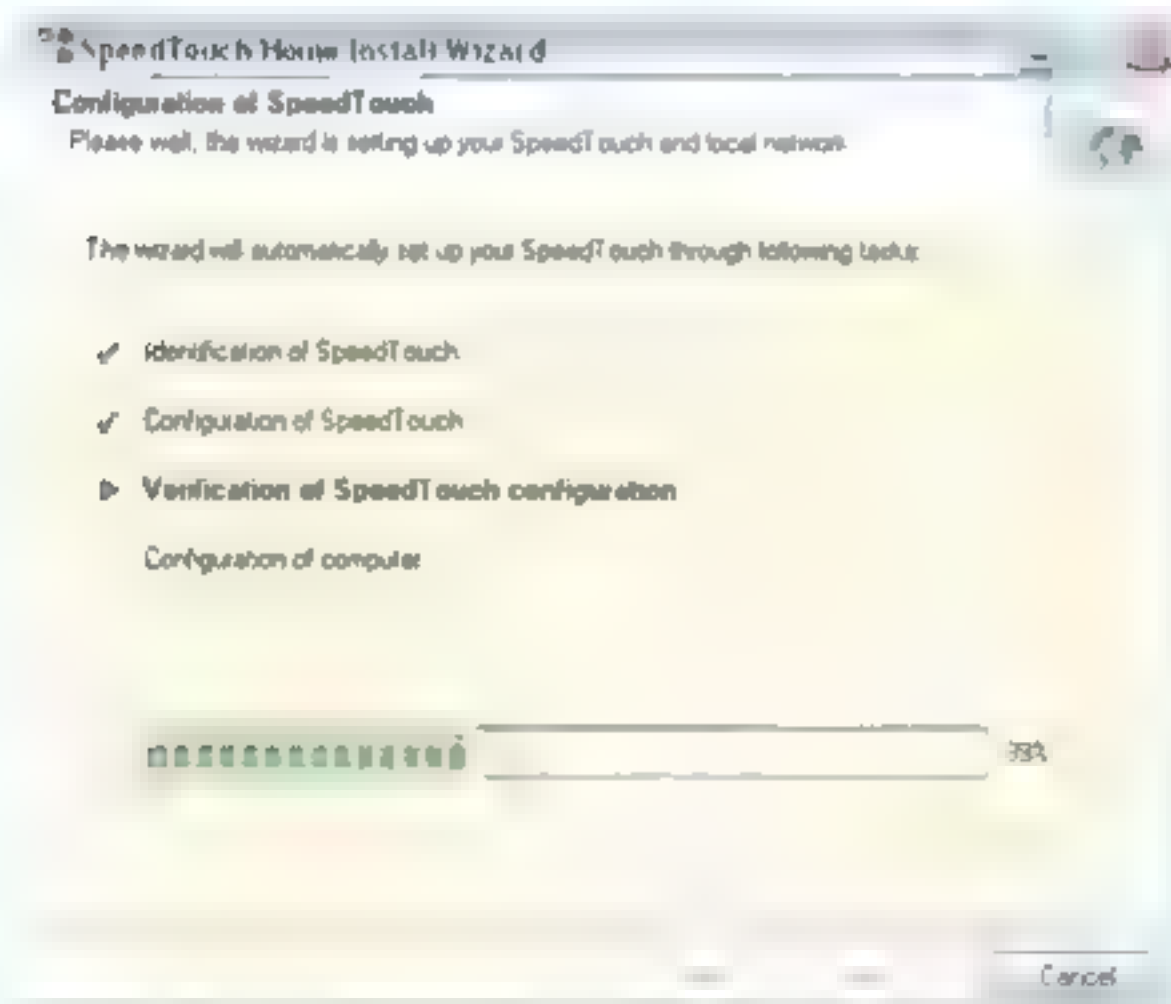 SpeedTouch Home Install Wizard
Configuration of SpeedTouch
Please wait, the wizard is setting up your SpeedTouch and local network.
The wizard will automatically set up your SpeedTouch through following tasks:
Identification of SpeedTouch
Configuration of SpeedTouch
Verification of SpeedTouch configuration
Configuration of computer
Cancel